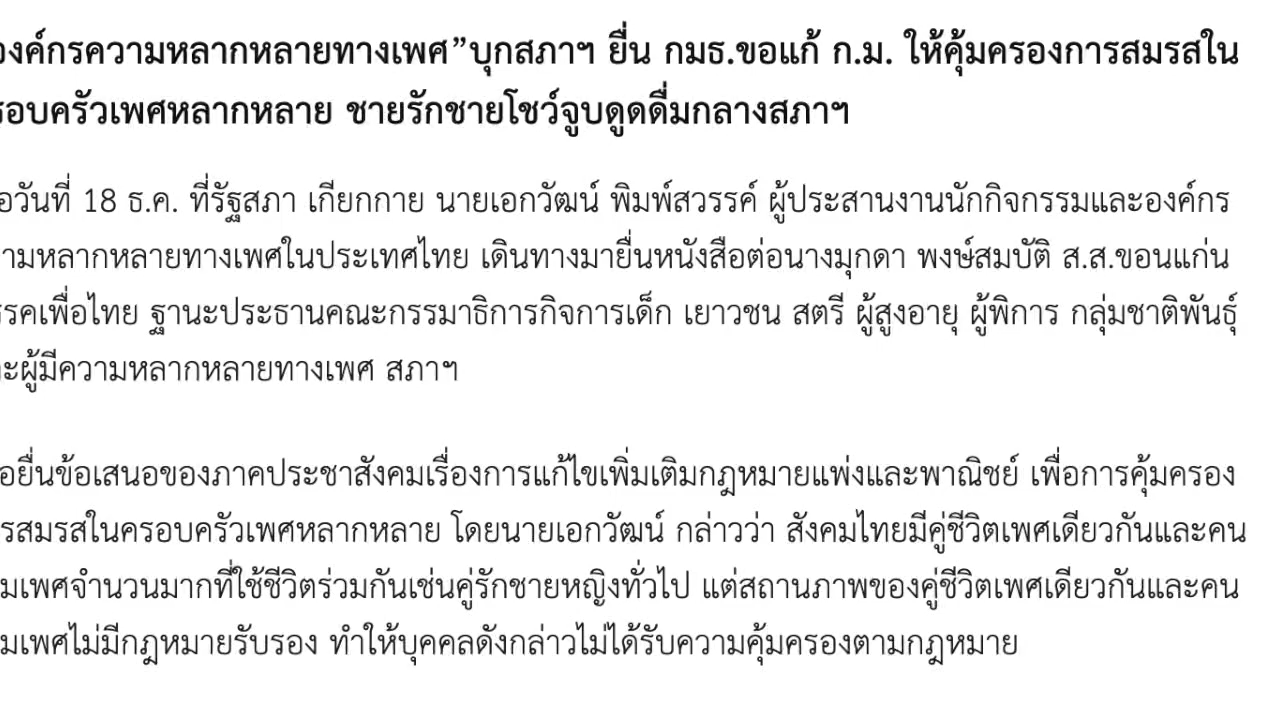 องค์กรความหลากหลายทางเพศ”บุกสภาฯ ยื่น กมธ.ขอแก้ ก.ม. ให้คุ้มครองการสมรสใน
รอบครัวเพศหลากหลาย ชายรักชายโชว์จูบดูดดื่มกลางสภาฯ
อวันที่ 18 ธ.ค. ที่รัฐสภา เกียกกาย นายเอกวัฒน์ พิมพ์สวรรค์ ผู้ประสานงานนักกิจกรรมและองค์กร
ามหลากหลายทางเพศในประเทศไทย เดินทางมายื่นหนังสือต่อนางมุกดา พงษ์สมบัติ ส.ส.ขอนแก่น
รคเพื่อไทย ฐานะประธานคณะกรรมาธิการกิจการเด็ก เยาวชน สตรี ผู้สูงอายุ ผู้พิการ กลุ่มชาติพันธุ์
ะผู้มีความหลากหลายทางเพศ สภาฯ
อยื่นข้อเสนอของภาคประชาสังคมเรื่องการแก้ไขเพิ่มเติมกฎหมายแพ่งและพาณิชย์ เพื่อการคุ้มครอง
รสมรสในครอบครัวเพศหลากหลาย โดยนายเอกวัฒน์ กล่าวว่า สังคมไทยมีคู่ชีวิตเพศเดียวกันและคน
มเพศจำนวนมากที่ใช้ชีวิตร่วมกันเช่นคู่รักชายหญิงทั่วไป แต่สถานภาพของคู่ชีวิตเพศเดียวกันและคน
มเพศไม่มีกฎหมายรับรอง ทำให้บุคคลดังกล่าวไม่ได้รับความคุ้มครองตามกฎหมาย